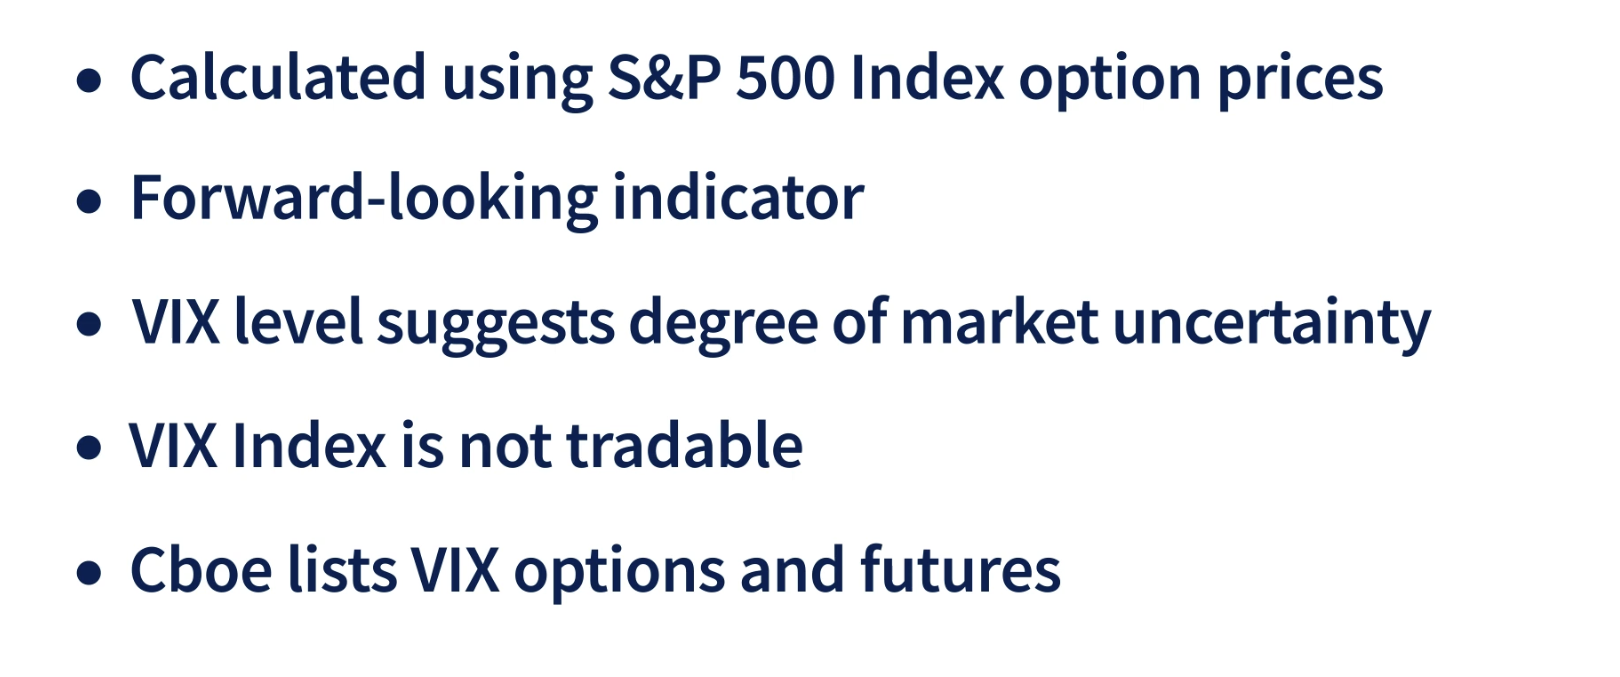 • Calculated using S&P 500 Index option prices
• Forward-looking indicator
• VIX level suggests degree of market uncertainty
• VIX Index is not tradable
• Cboe lists VIX options and futures